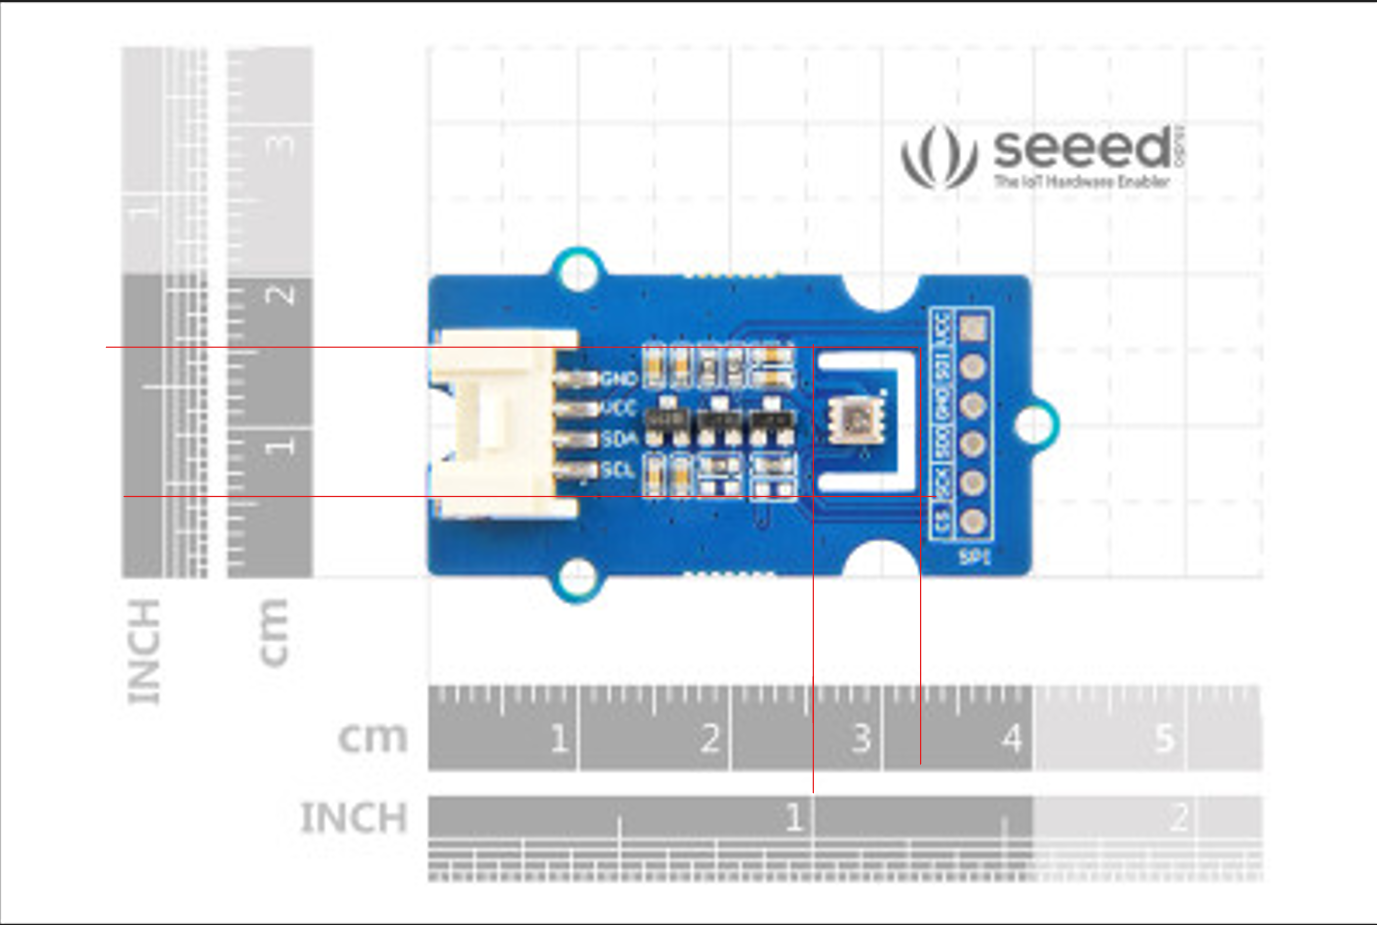 seeed
studio
The IoT Hardware Enabler
3
1
2
1
INCH
cm
GND
VCC
SDA
SCL
VCC
SDI
GND
SDO
SCK
CS
SPI
cm 1 2 3 4 5
INCH 1 2